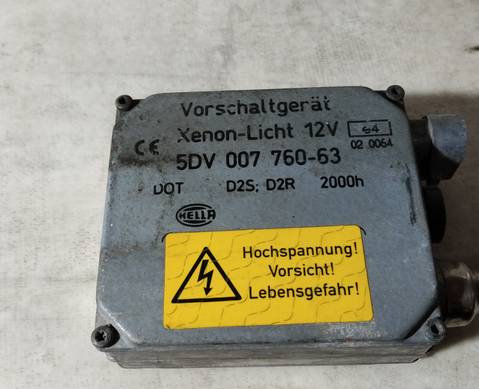 Vorschaltgerät
Xenon-Licht 12V e4
CE 02 0064
5DV 007 760-63
DOT D2S; D2R 2000h
HELLA
Hochspannung!
Vorsicht!
Lebensgefahr!